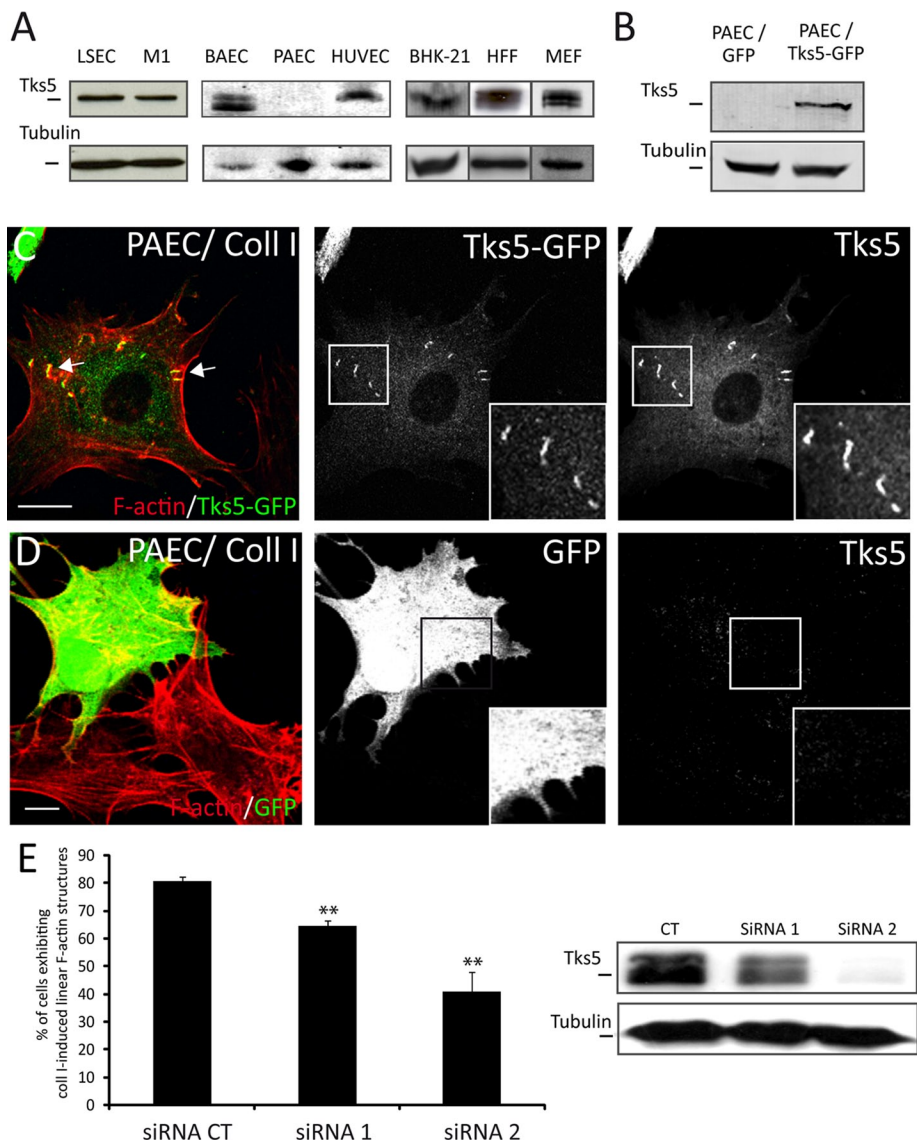 A
LSEC M1 BAEC PAEC HUVEC BHK-21 HFF MEF
Tks5
Tubulin
B
PAEC / GFP
PAEC / Tks5-GFP
Tks5
Tubulin
C PAEC/ Coll I
F-actin/Tks5-GFP
Tks5-GFP
Tks5
D PAEC/ Coll I
F-actin/GFP
GFP
Tks5
E
% of cells exhibiting
coll I-induced linear F-actin structures
90
80
70
60
50
40
30
20
10
0
**
**
siRNA CT siRNA 1 siRNA 2
CT SiRNA 1 SiRNA 2
Tks5
Tubulin